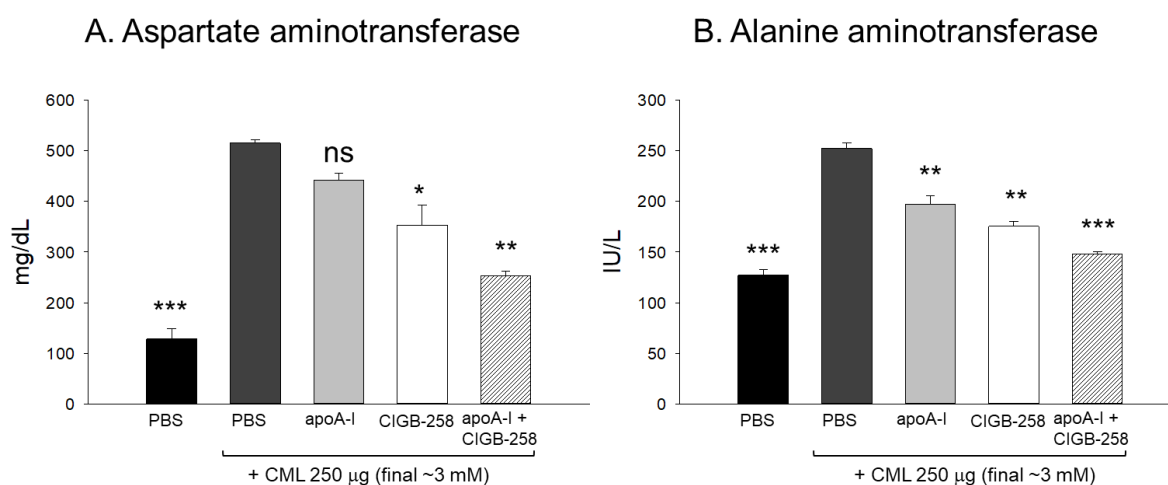 A. Aspartate aminotransferase
mg/dL
600
500
400
300
200
100
0
***
ns
*
**
PBS
PBS
apoA-I
CIGB-258
apoA-I +
CIGB-258
+ CML 250 μg (final ~3 mM)
B. Alanine aminotransferase
IU/L
300
250
200
150
100
50
0
***
**
**
***
PBS
PBS
apoA-I
CIGB-258
apoA-I +
CIGB-258
+ CML 250 μg (final ~3 mM)